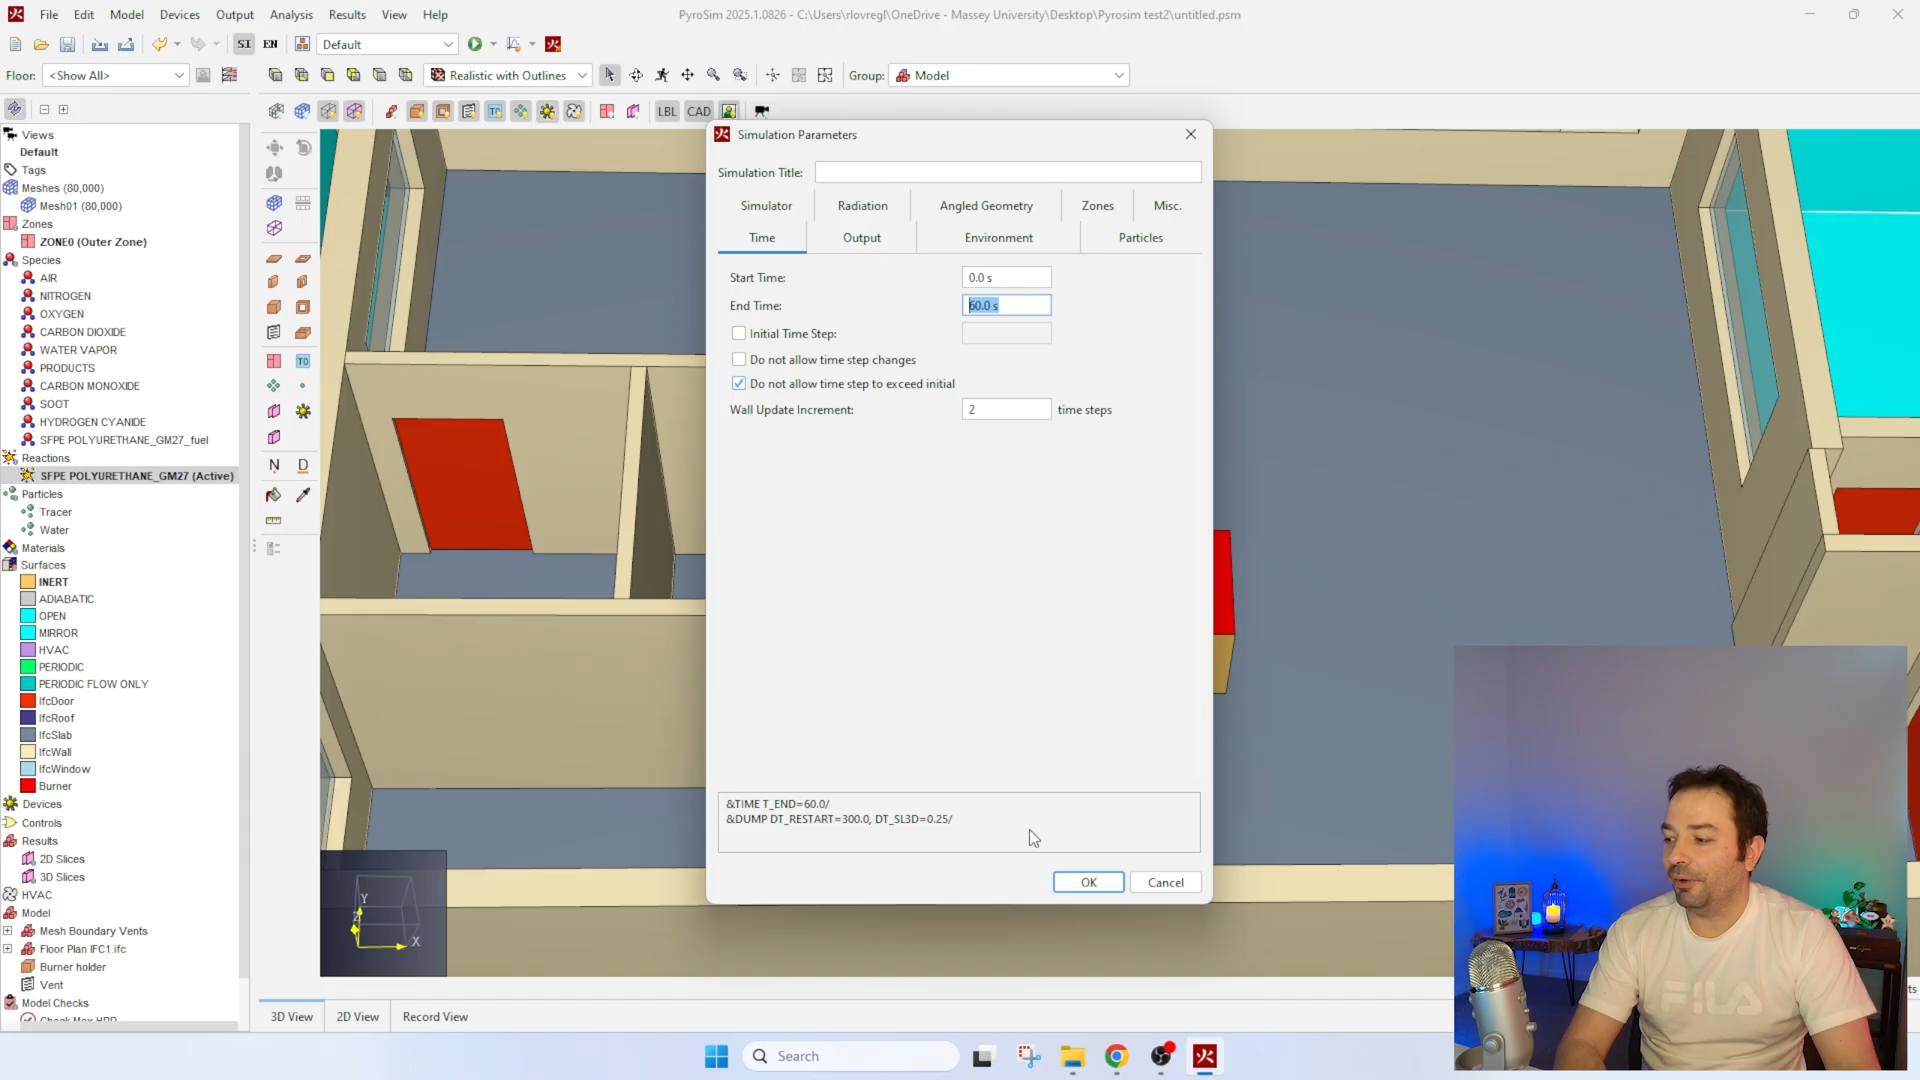 File Edit Model Devices Output Analysis Results View Help
PyroSim 2025.1.0826 - C:\Users\rlovregl\OneDrive - Massey University\Desktop\Pyrosim test2\untitled.psm
SI EN Default
Floor: <Show All>
Realistic with Outlines
Group: Model
LBL CAD
Views
Default
Tags
Meshes (80,000)
Mesh01 (80,000)
Zones
ZONE0 (Outer Zone)
Species
AIR
NITROGEN
OXYGEN
CARBON DIOXIDE
WATER VAPOR
PRODUCTS
CARBON MONOXIDE
SOOT
HYDROGEN CYANIDE
SFPE POLYURETHANE_GM27_fuel
Reactions
SFPE POLYURETHANE_GM27 (Active)
Particles
Tracer
Water
Materials
Surfaces
INERT
ADIABATIC
OPEN
MIRROR
HVAC
PERIODIC
PERIODIC FLOW ONLY
IfcDoor
IfcRoof
IfcSlab
IfcWall
IfcWindow
Burner
Devices
Controls
Results
2D Slices
3D Slices
HVAC
Model
Mesh Boundary Vents
Floor Plan IFC1.ifc
Burner holder
Vent
Model Checks
Check Max HRR
N D
Simulation Parameters
Simulation Title:
Simulator Radiation Angled Geometry Zones Misc.
Time Output Environment Particles
Start Time: 0.0 s
End Time: 60.0 s
Initial Time Step:
Do not allow time step changes
Do not allow time step to exceed initial
Wall Update Increment: 2 time steps
&TIME T_END=60.0/
&DUMP DT_RESTART=300.0, DT_SL3D=0.25/
OK Cancel
Y
Z
X
FILA
3D View 2D View Record View
Search